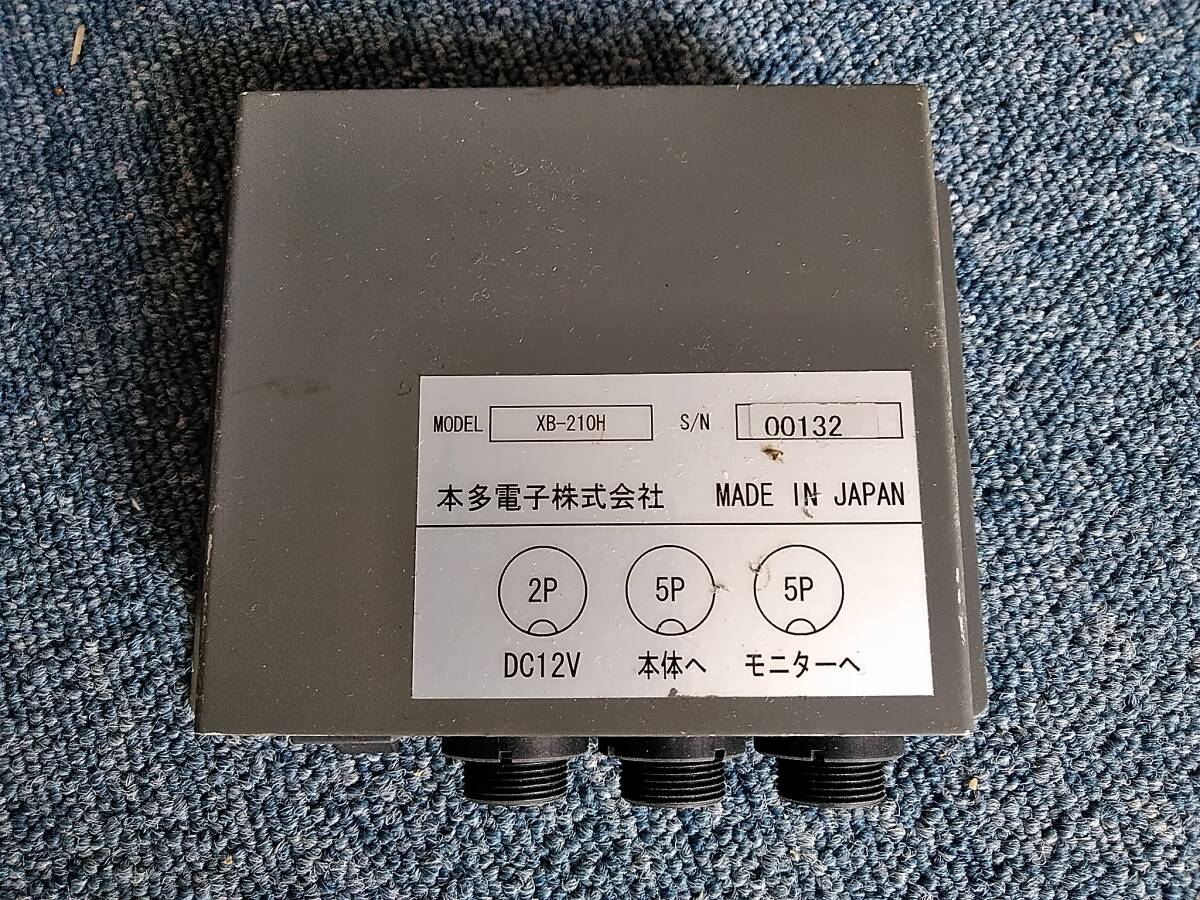 MODEL XB-210H S/N 00132
本多電子株式会社 MADE IN JAPAN
2P 5P 5P
DC12V 本体へ モニターへ